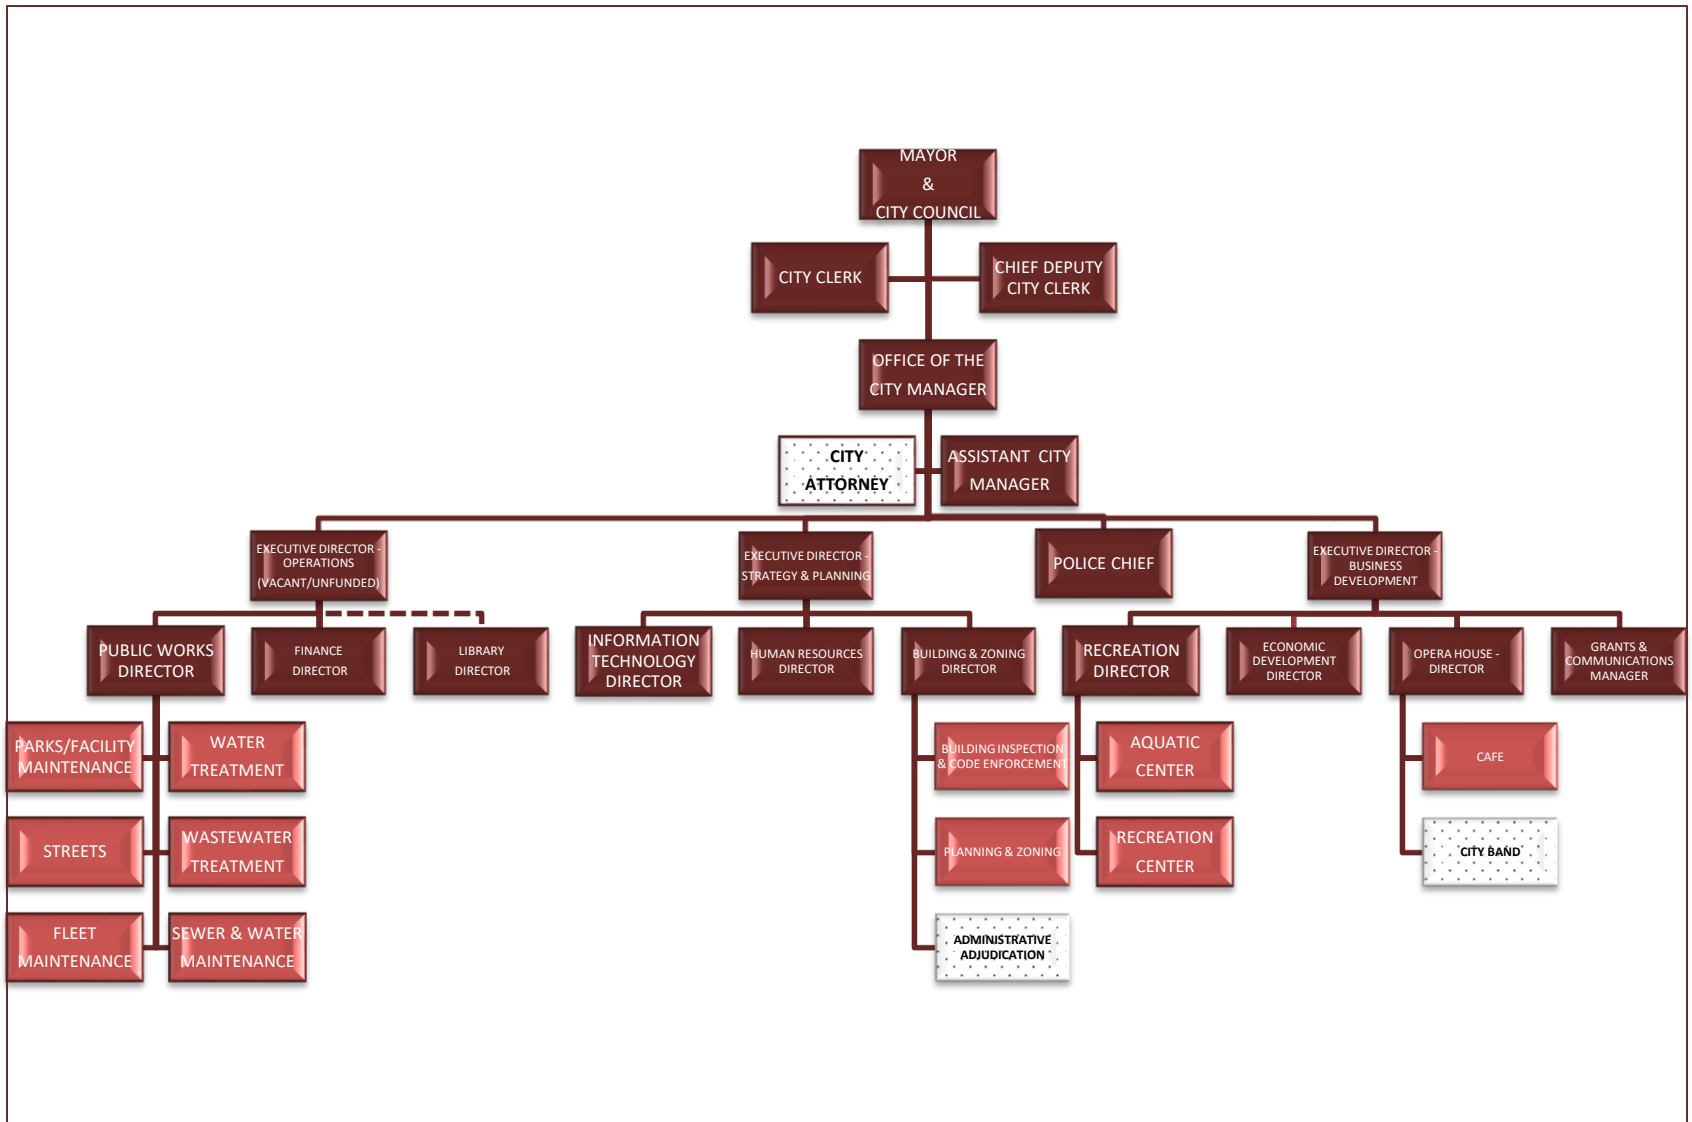 MAYOR
&
CITY COUNCIL
CITY CLERK
CHIEF DEPUTY
CITY CLERK
OFFICE OF THE
CITY MANAGER
CITY
ATTORNEY
ASSISTANT CITY
MANAGER
EXECUTIVE DIRECTOR -
OPERATIONS
(VACANT/UNFUNDED)
EXECUTIVE DIRECTOR -
STRATEGY & PLANNING
POLICE CHIEF
EXECUTIVE DIRECTOR -
BUSINESS
DEVELOPMENT
PUBLIC WORKS
DIRECTOR
FINANCE
DIRECTOR
LIBRARY
DIRECTOR
INFORMATION
TECHNOLOGY
DIRECTOR
HUMAN RESOURCES
DIRECTOR
BUILDING & ZONING
DIRECTOR
RECREATION
DIRECTOR
ECONOMIC
DEVELOPMENT
DIRECTOR
OPERA HOUSE -
DIRECTOR
GRANTS &
COMMUNICATIONS
MANAGER
PARKS/FACILITY
MAINTENANCE
WATER
TREATMENT
BUILDING INSPECTION
& CODE ENFORCEMENT
AQUATIC
CENTER
CAFE
STREETS
WASTEWATER
TREATMENT
PLANNING & ZONING
RECREATION
CENTER
CITY BAND
FLEET
MAINTENANCE
SEWER & WATER
MAINTENANCE
ADMINISTRATIVE
ADJUDICATION